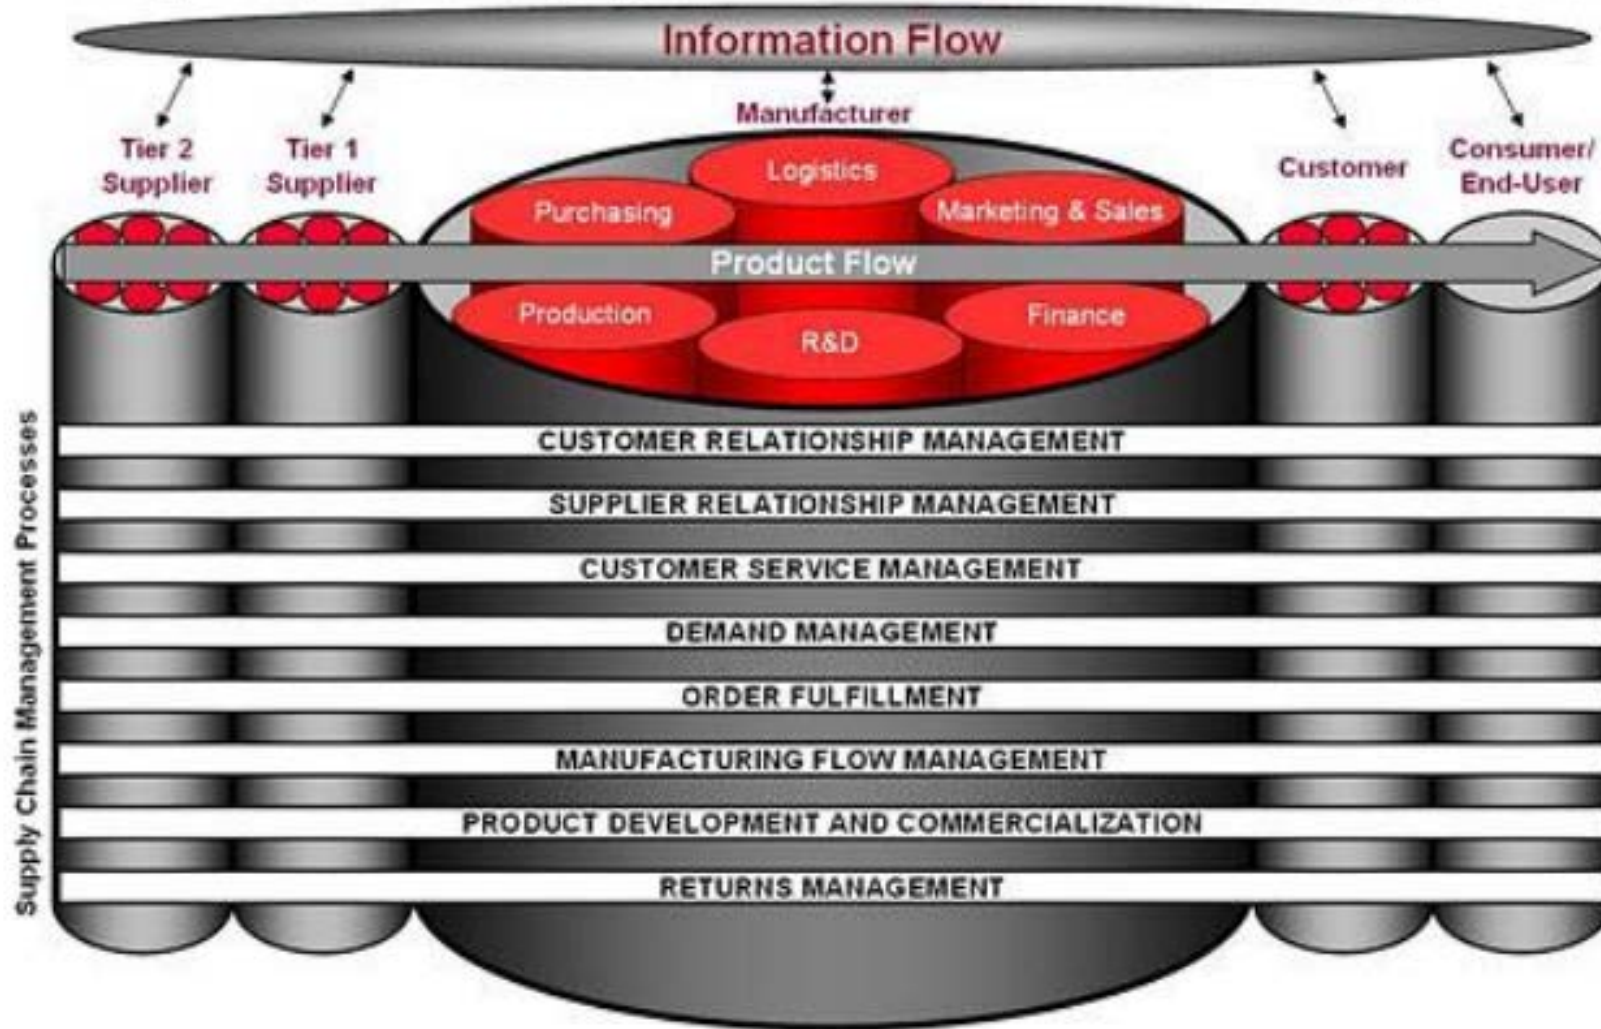 Information Flow
Manufacturer
Tier 2
Supplier
Tier 1
Supplier
Customer
Consumer/
End-User
Logistics
Purchasing
Marketing & Sales
Product Flow
Production
R&D
Finance
Supply Chain Management Processes
CUSTOMER RELATIONSHIP MANAGEMENT
SUPPLIER RELATIONSHIP MANAGEMENT
CUSTOMER SERVICE MANAGEMENT
DEMAND MANAGEMENT
ORDER FULFILLMENT
MANUFACTURING FLOW MANAGEMENT
PRODUCT DEVELOPMENT AND COMMERCIALIZATION
RETURNS MANAGEMENT